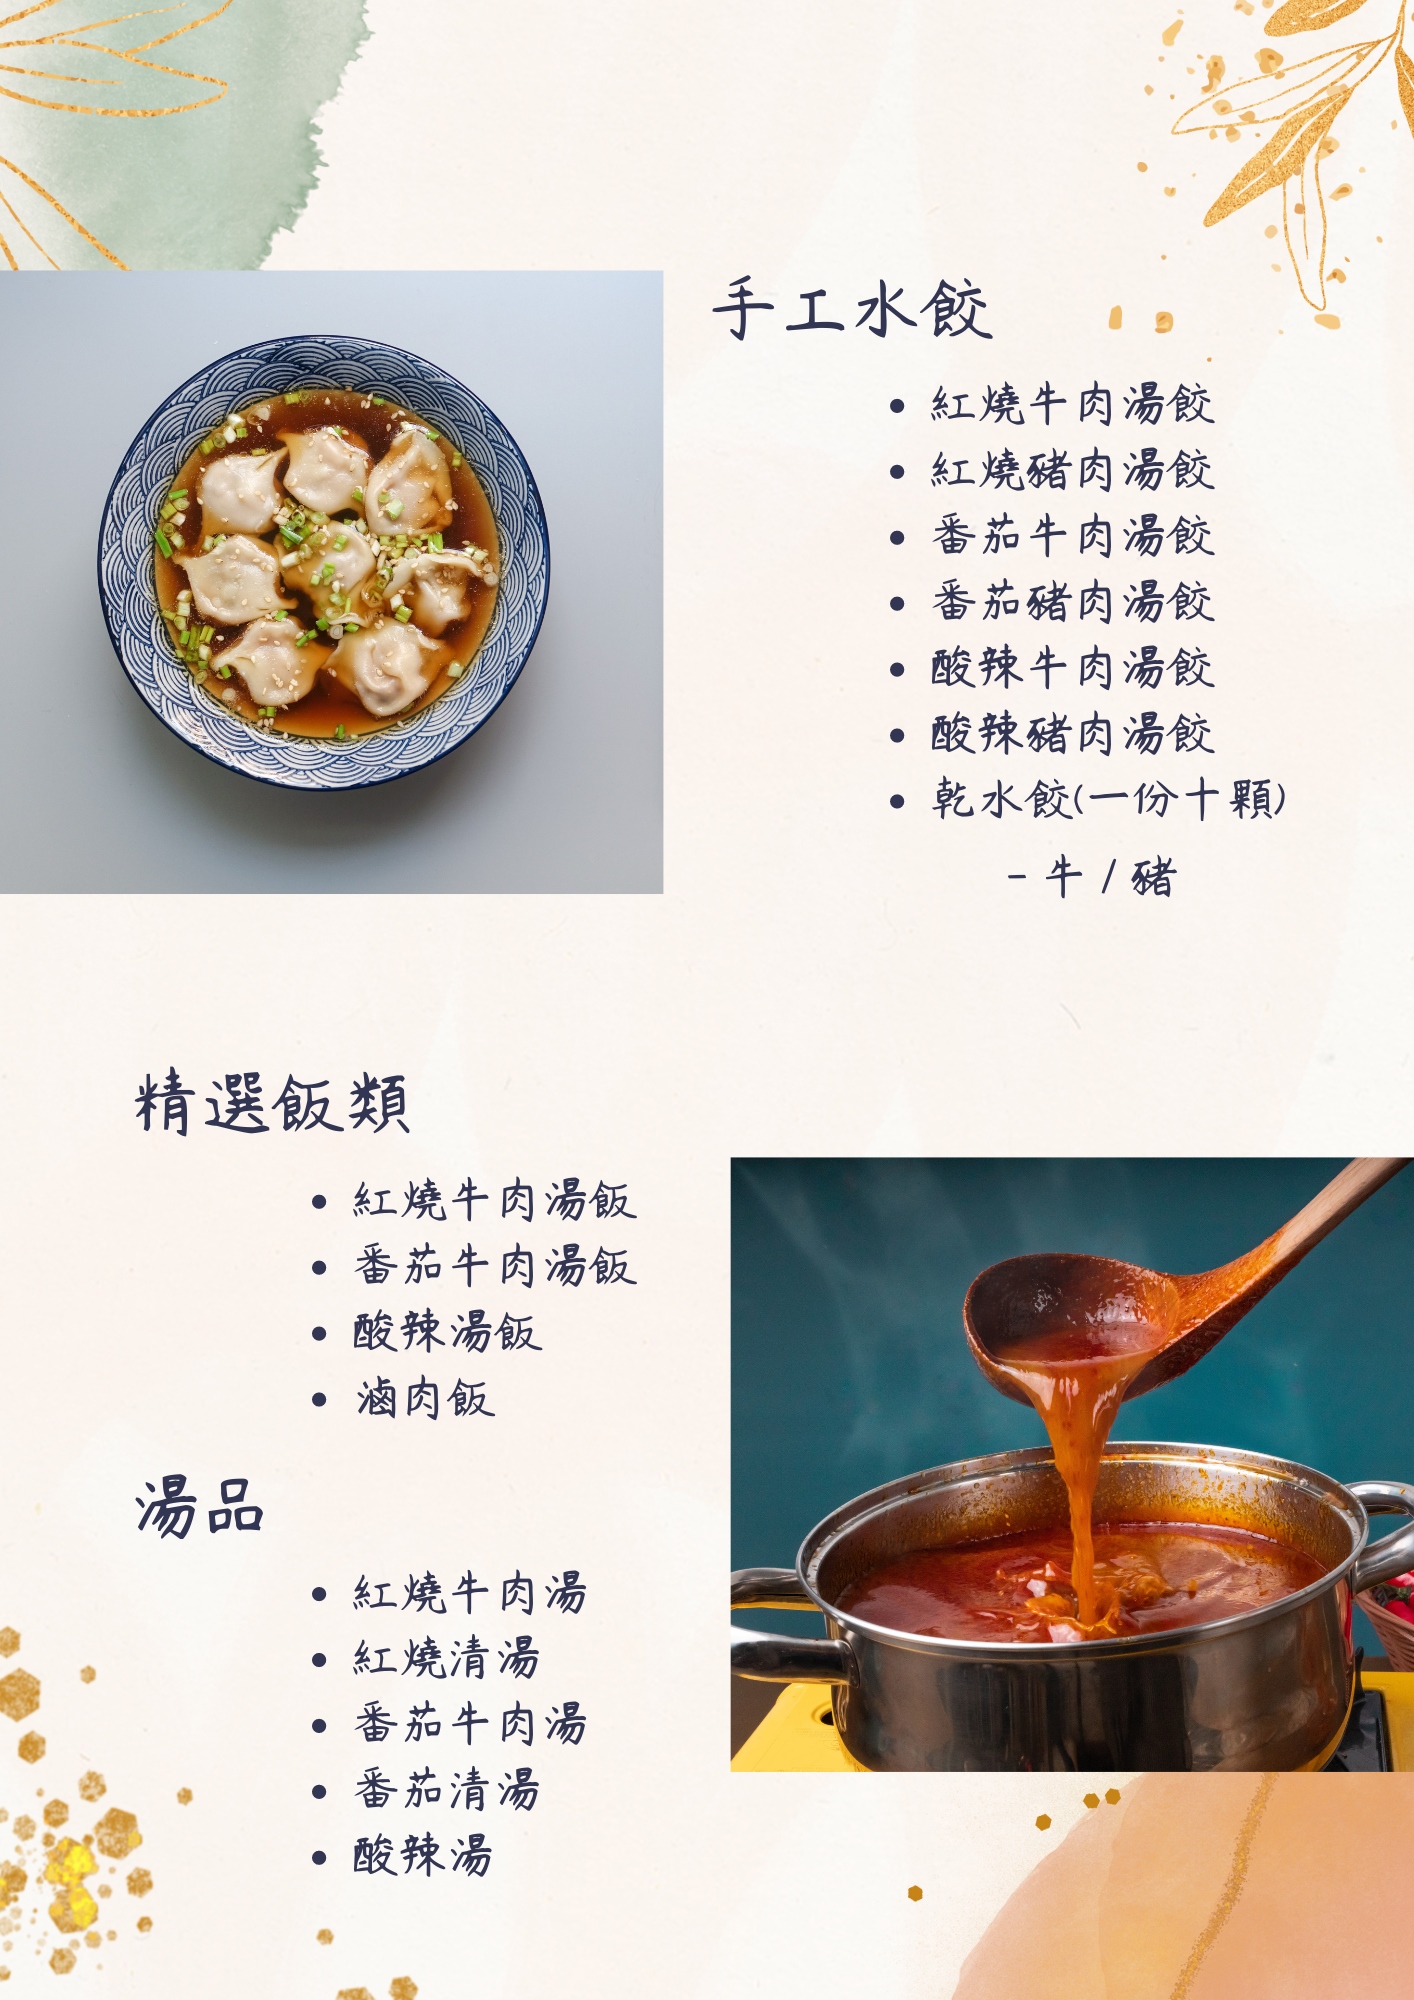 手工水餃
• 紅燒牛肉湯餃
• 紅燒豬肉湯餃
• 番茄牛肉湯餃
• 番茄豬肉湯餃
• 酸辣牛肉湯餃
• 酸辣豬肉湯餃
• 乾水餃(一份十顆)
- 牛 / 豬
精選飯類
• 紅燒牛肉湯飯
• 番茄牛肉湯飯
• 酸辣湯飯
• 滷肉飯
湯品
• 紅燒牛肉湯
• 紅燒清湯
• 番茄牛肉湯
• 番茄清湯
• 酸辣湯